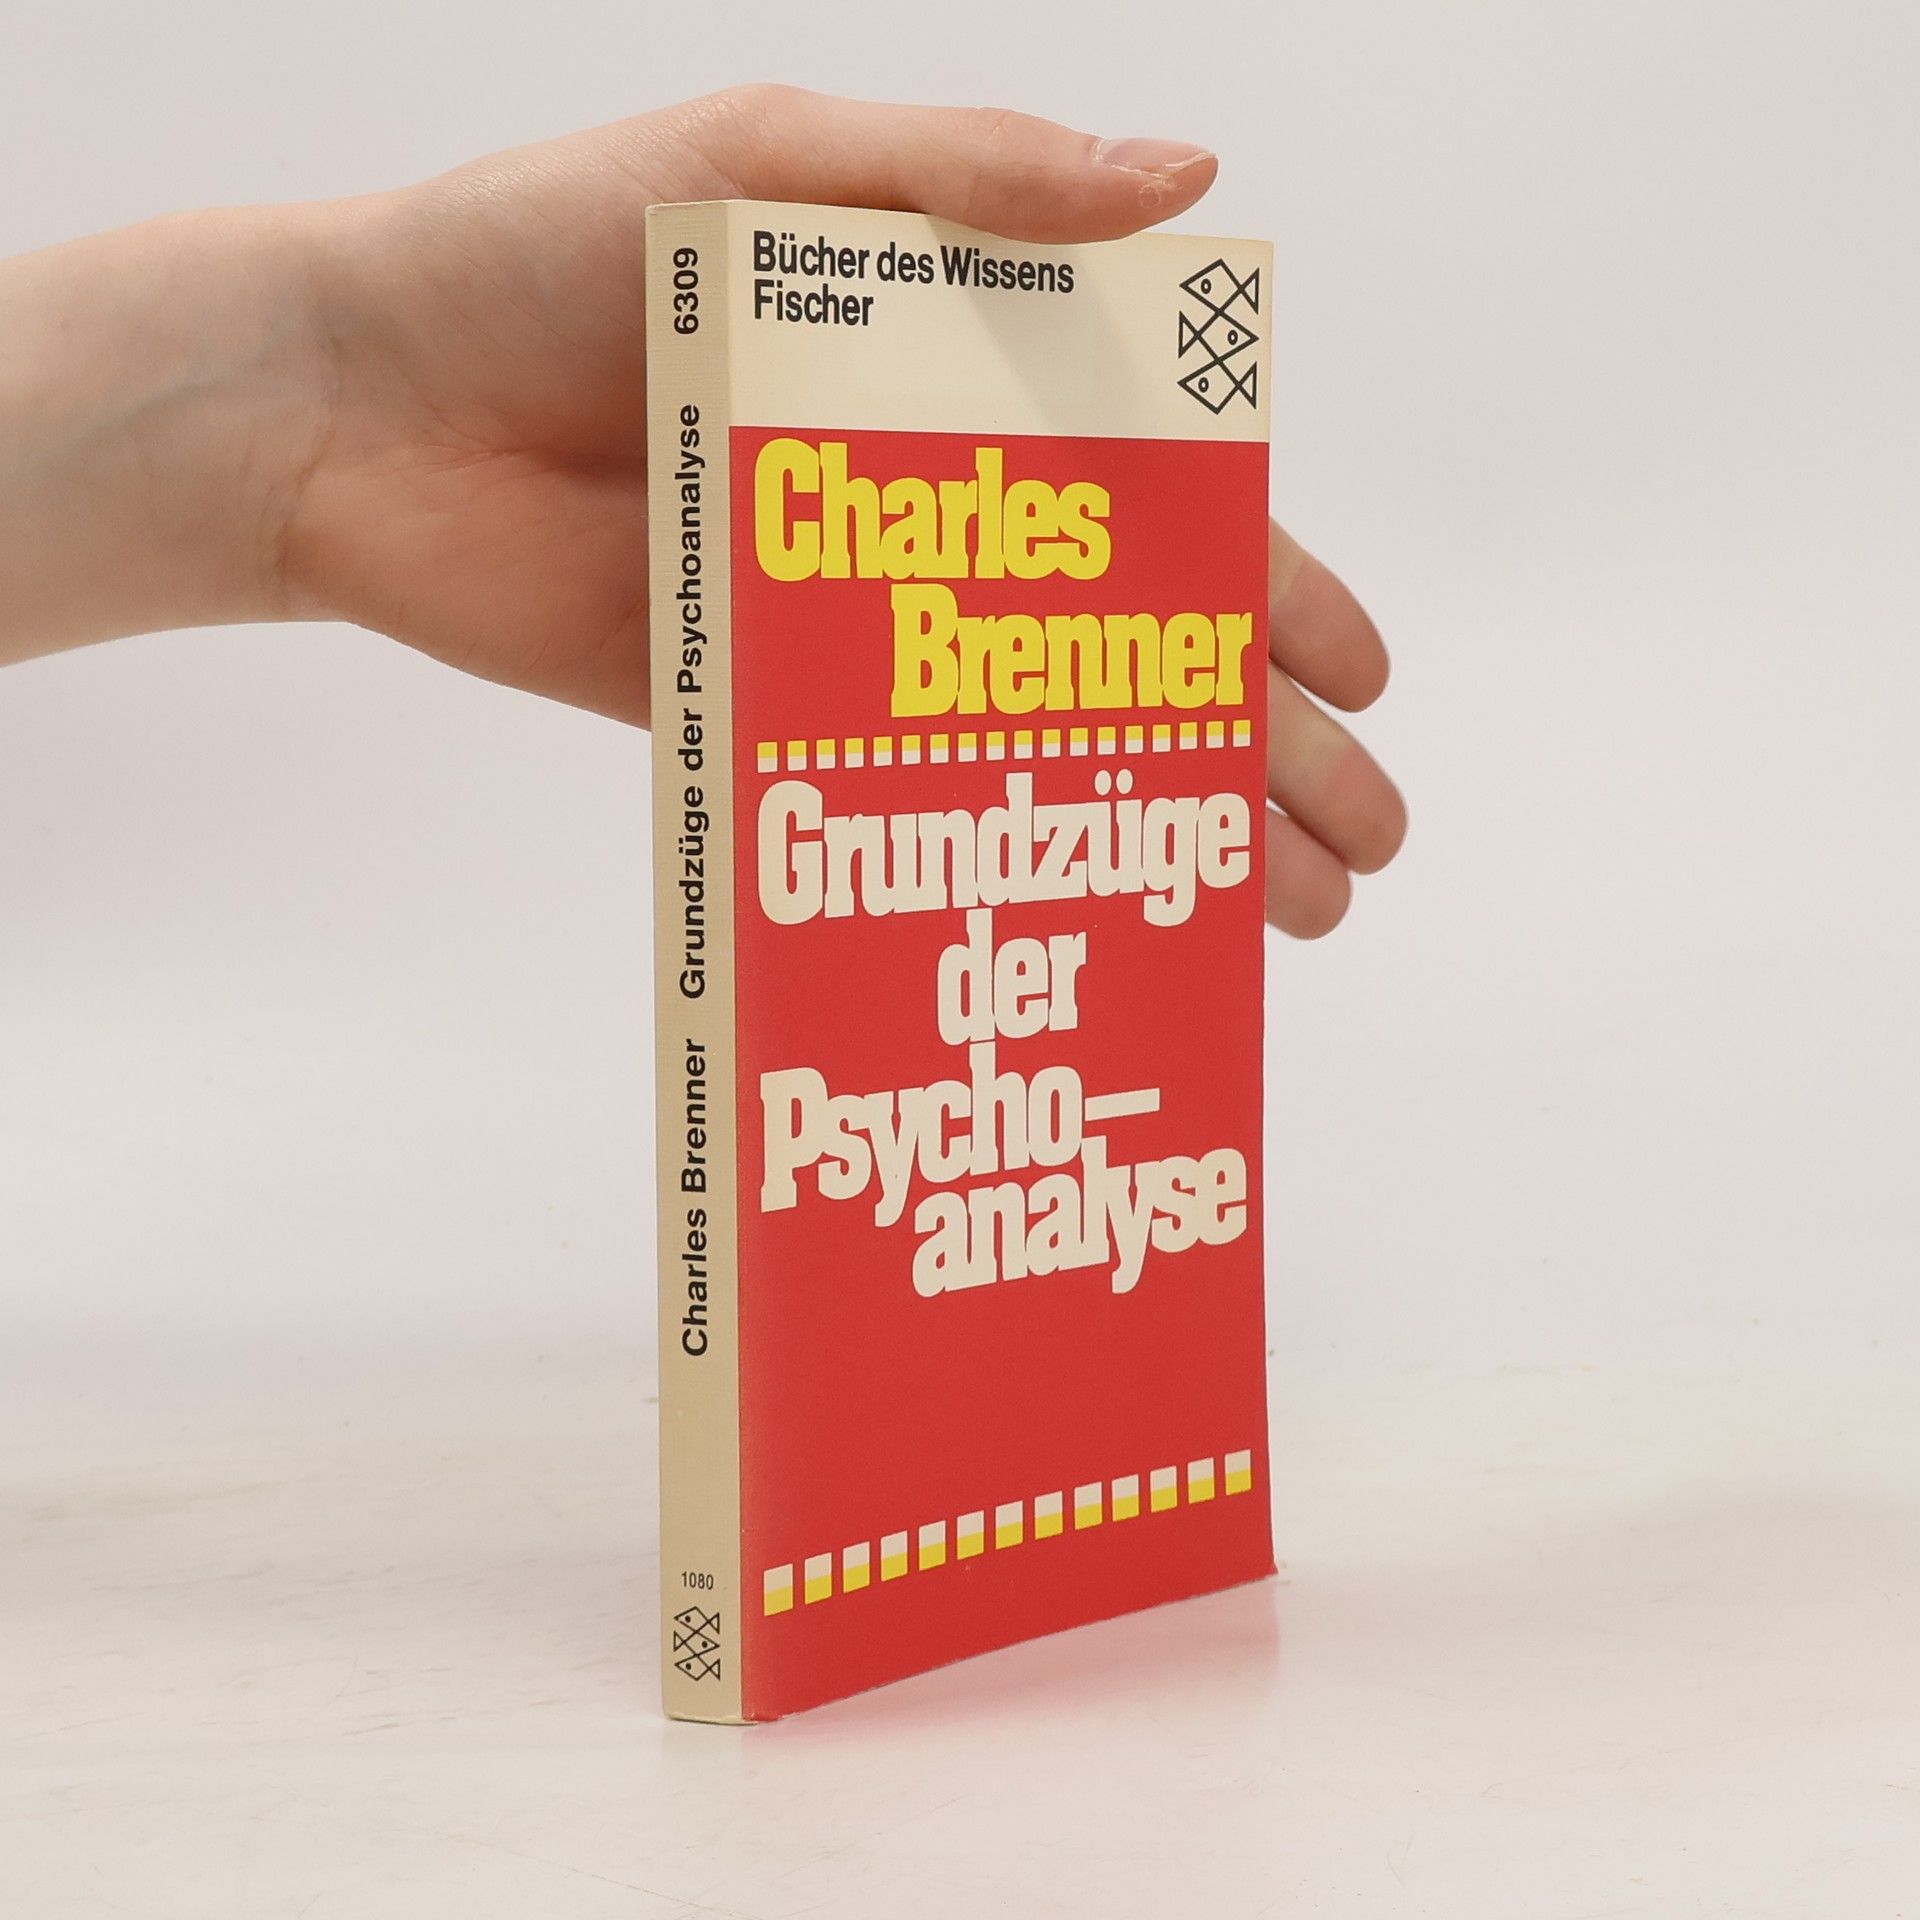 Bücher des Wissens
Fischer
Charles
Brenner
Grundzüge
der
Psycho-
analyse
Charles Brenner Grundzüge der Psychoanalyse 6309
1080